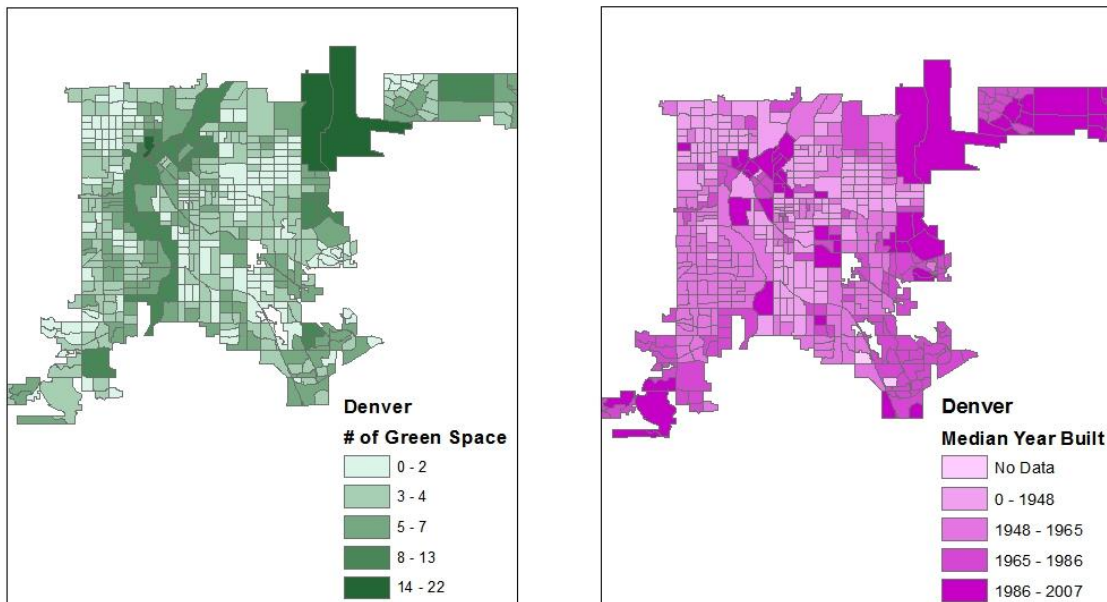 Denver
# of Green Space
0 - 2
3 - 4
5 - 7
8 - 13
14 - 22
Denver
Median Year Built
No Data
0 - 1948
1948 - 1965
1965 - 1986
1986 - 2007